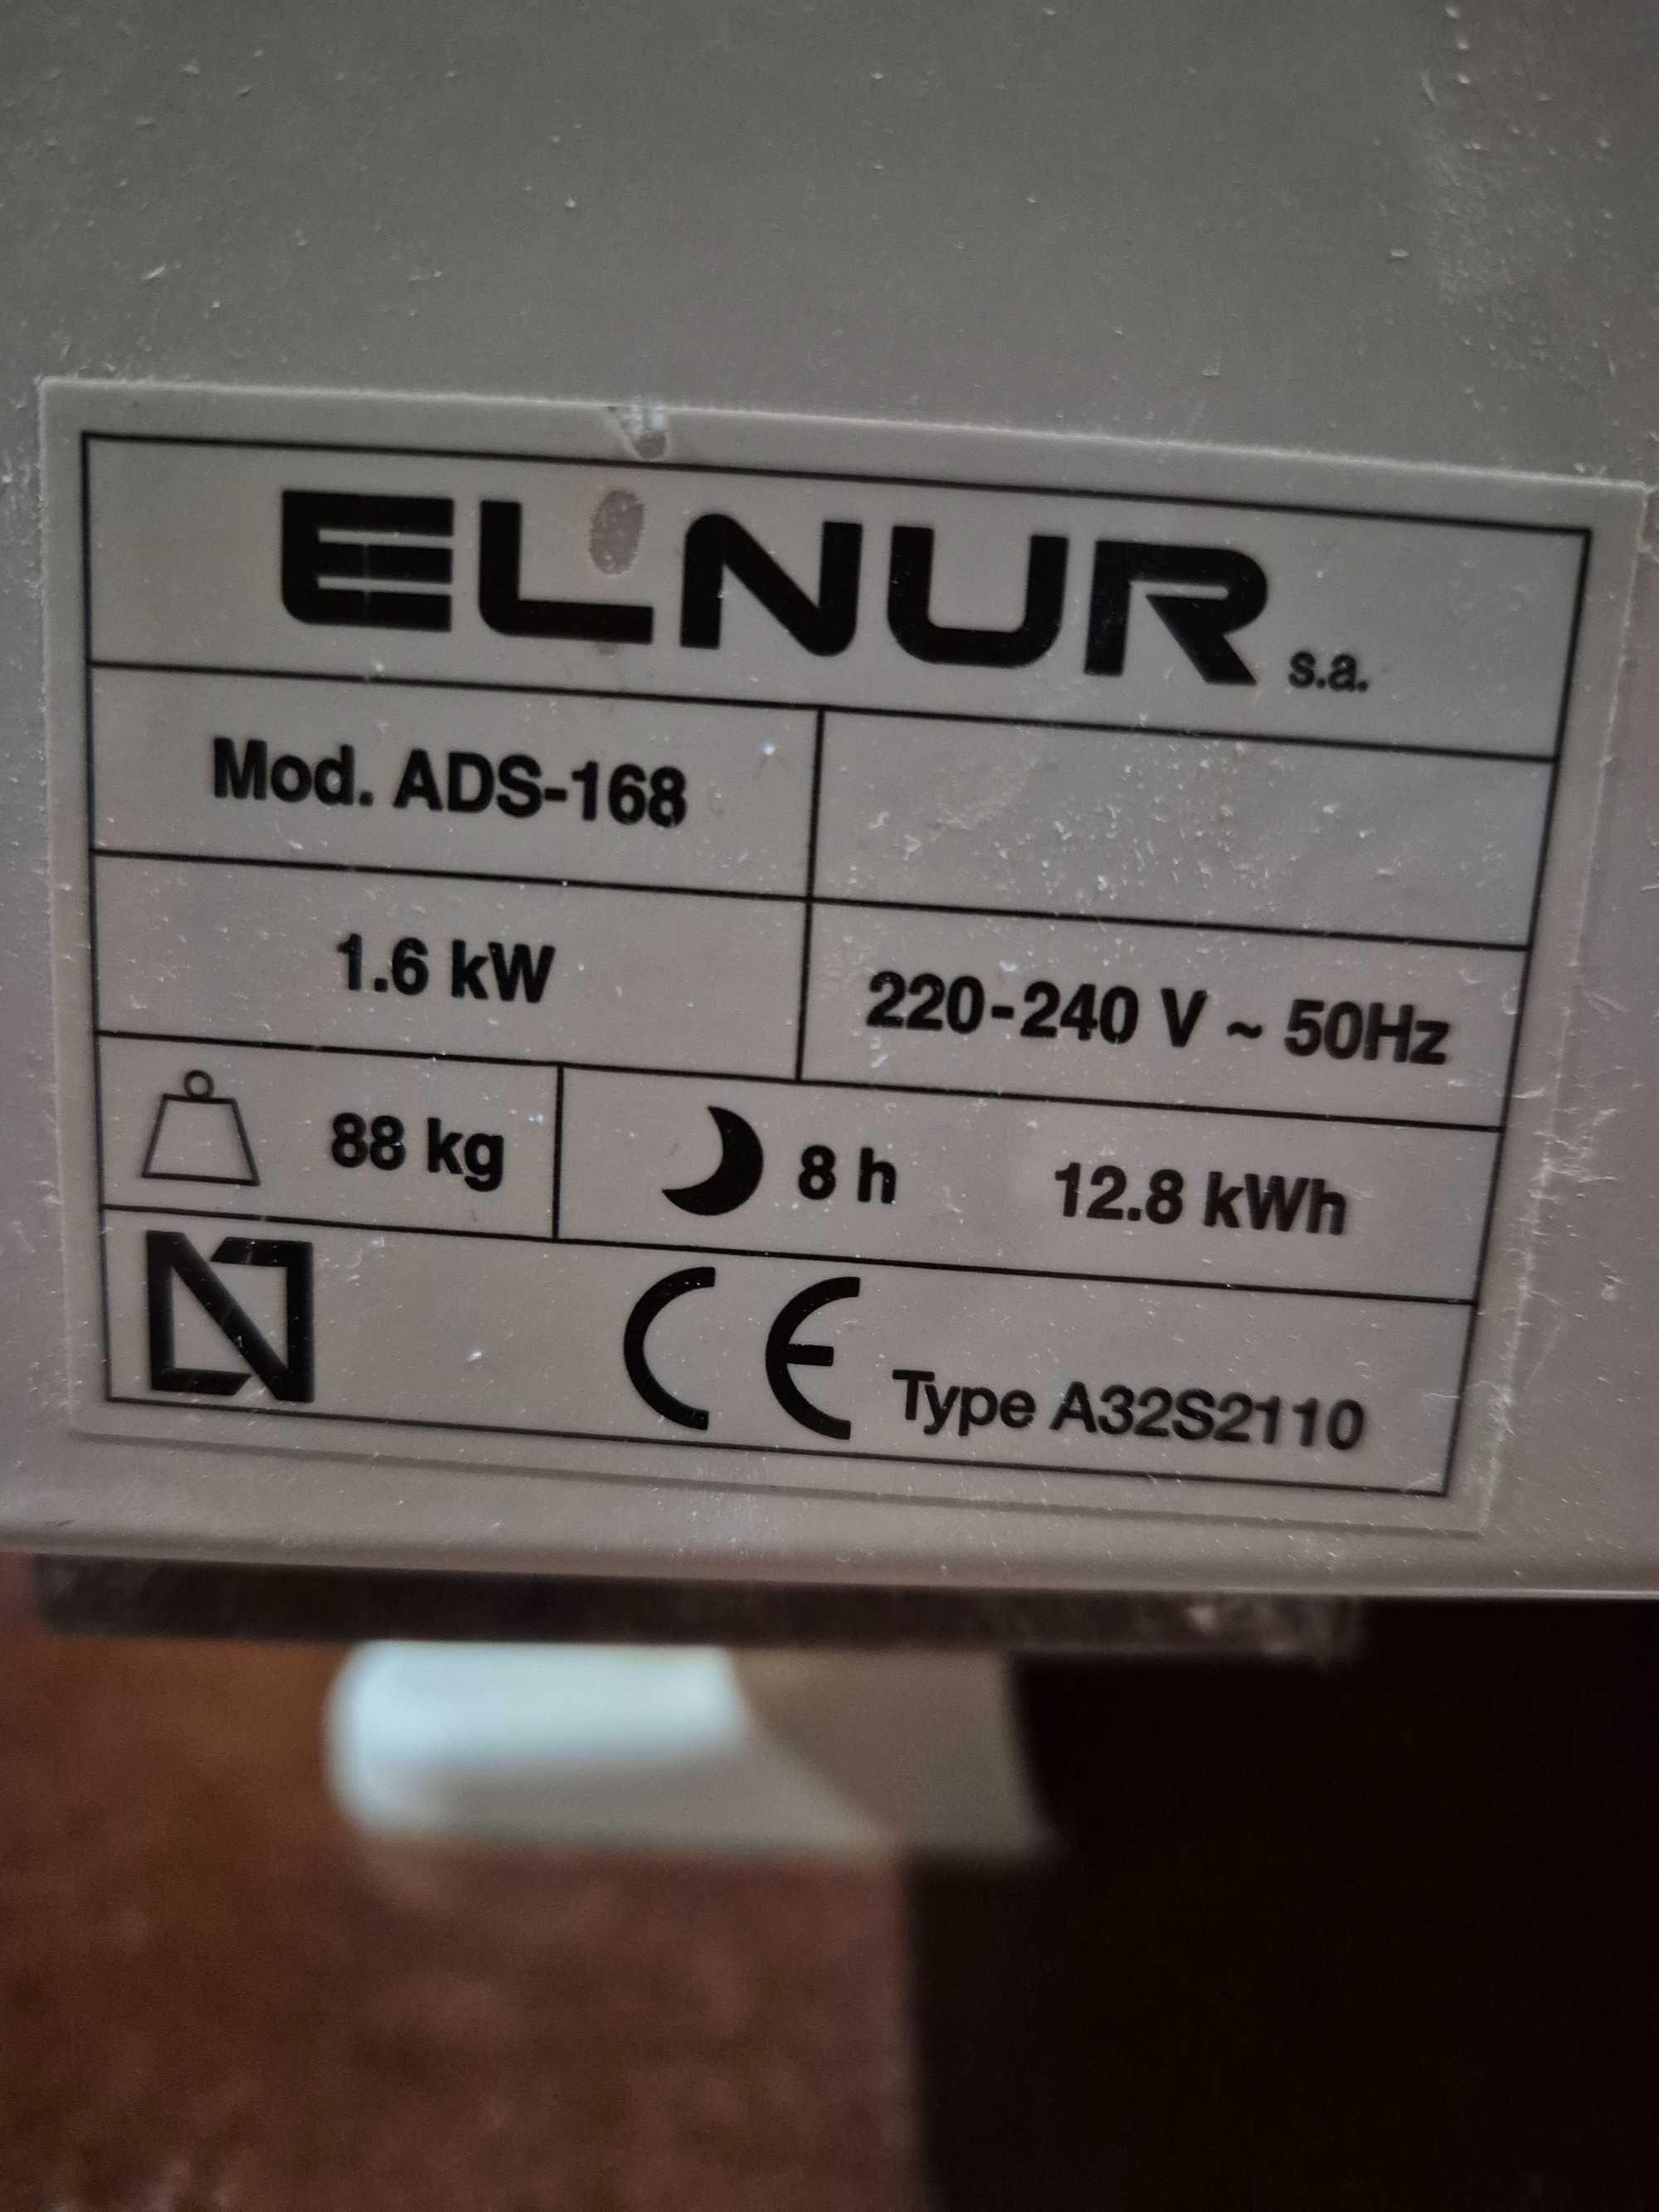 ELNUR s.a.
Mod. ADS-168
1.6 kW
220-240 V ~ 50Hz
88 kg
8 h 12.8 kWh
CE Type A32S2110